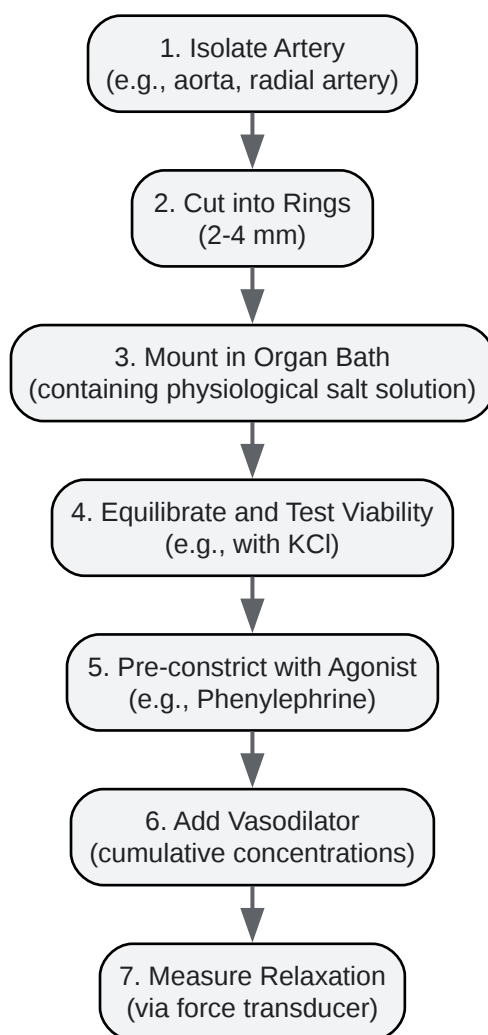 1. Isolate Artery
(e.g., aorta, radial artery)
2. Cut into Rings
(2-4 mm)
3. Mount in Organ Bath
(containing physiological salt solution)
4. Equilibrate and Test Viability
(e.g., with KCl)
5. Pre-constrict with Agonist
(e.g., Phenylephrine)
6. Add Vasodilator
(cumulative concentrations)
7. Measure Relaxation
(via force transducer)